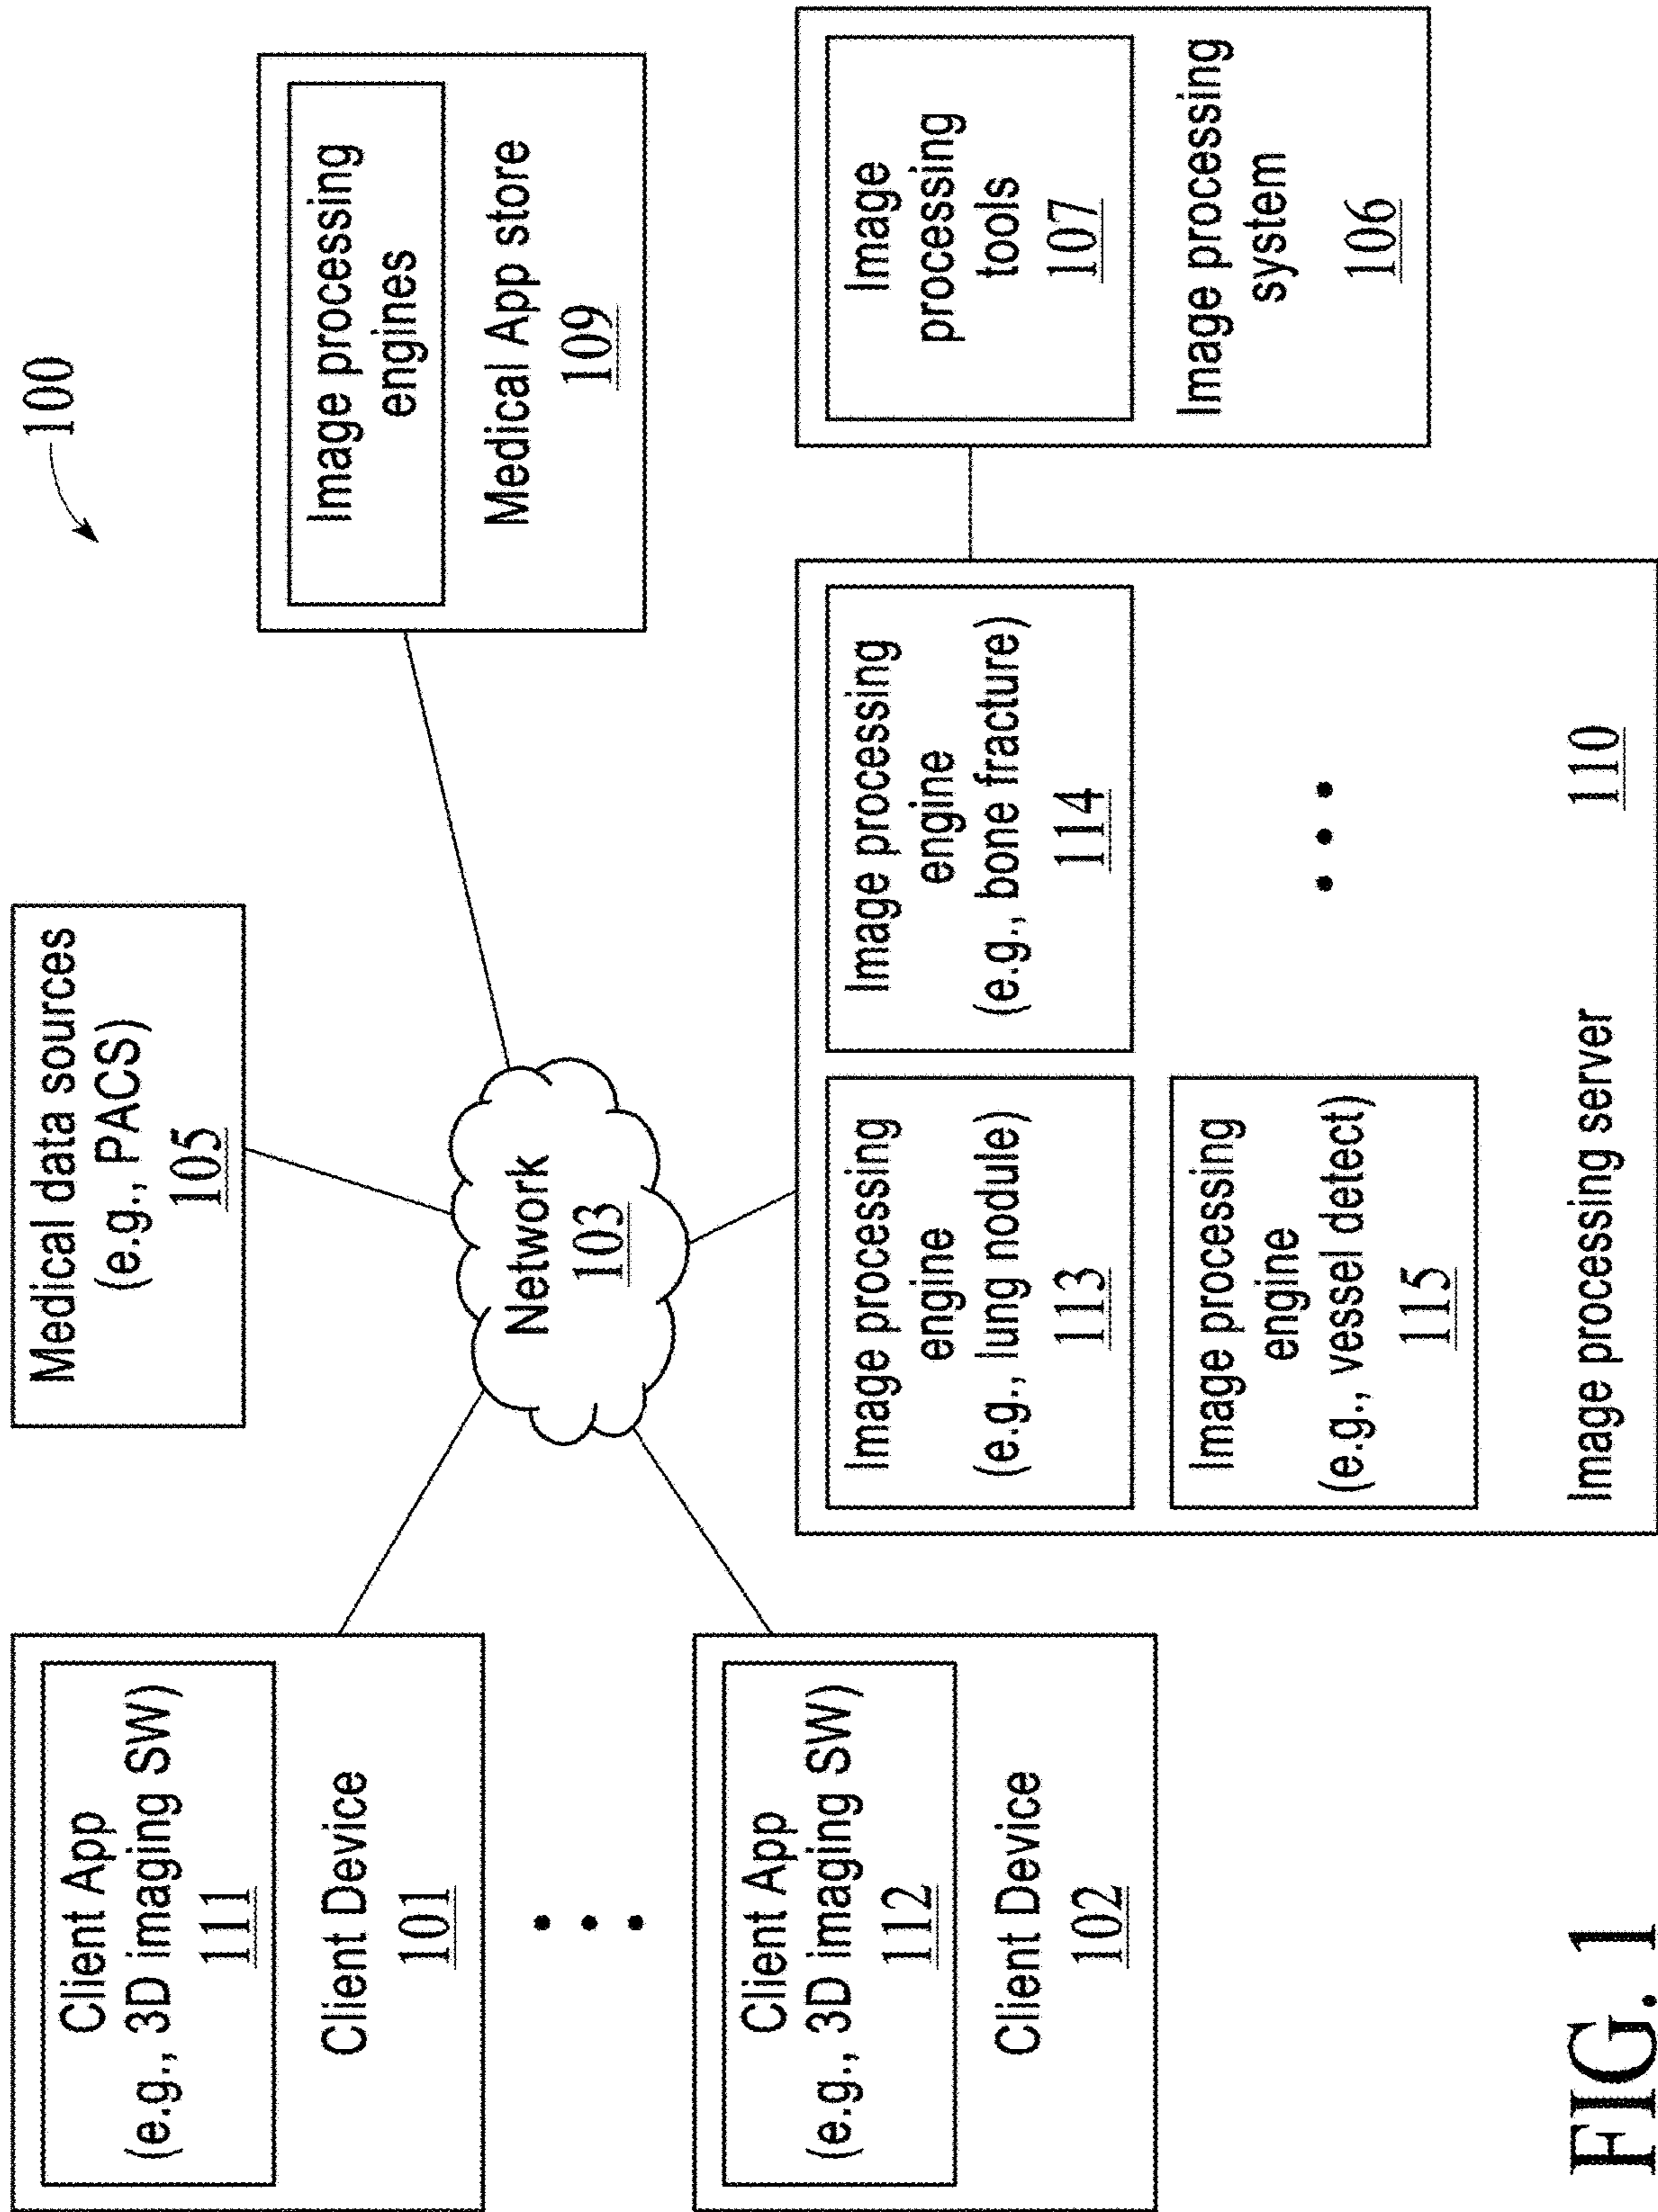 100
Medical data sources
(e.g., PACS)
105
Client App
(e.g., 3D imaging SW)
111
Client Device
101
Image processing
engines
Medical App store
109
Network
103
Client App
(e.g., 3D imaging SW)
112
Client Device
102
Image processing
engine
(e.g., lung nodule)
113
Image processing
engine
(e.g., bone fracture)
114
Image processing
engine
(e.g., vessel detect)
115
Image processing server
110
Image
processing
tools
107
Image processing
system
106
FIG. 1